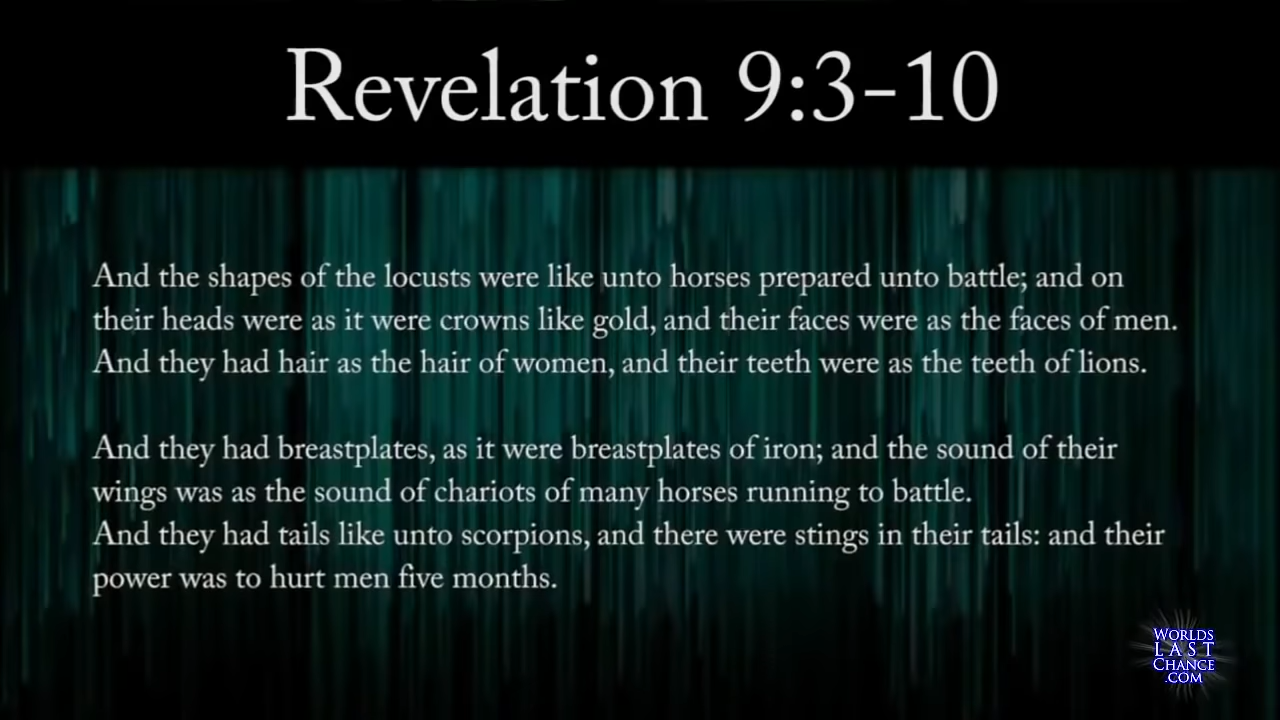 Revelation 9:3-10
And the shapes of the locusts were like unto horses prepared unto battle; and on
their heads were as it were crowns like gold, and their faces were as the faces of men.
And they had hair as the hair of women, and their teeth were as the teeth of lions.
And they had breastplates, as it were breastplates of iron; and the sound of their
wings was as the sound of chariots of many horses running to battle.
And they had tails like unto scorpions, and there were stings in their tails: and their
power was to hurt men five months.
WORLDS
LAST
CHANCE
.COM